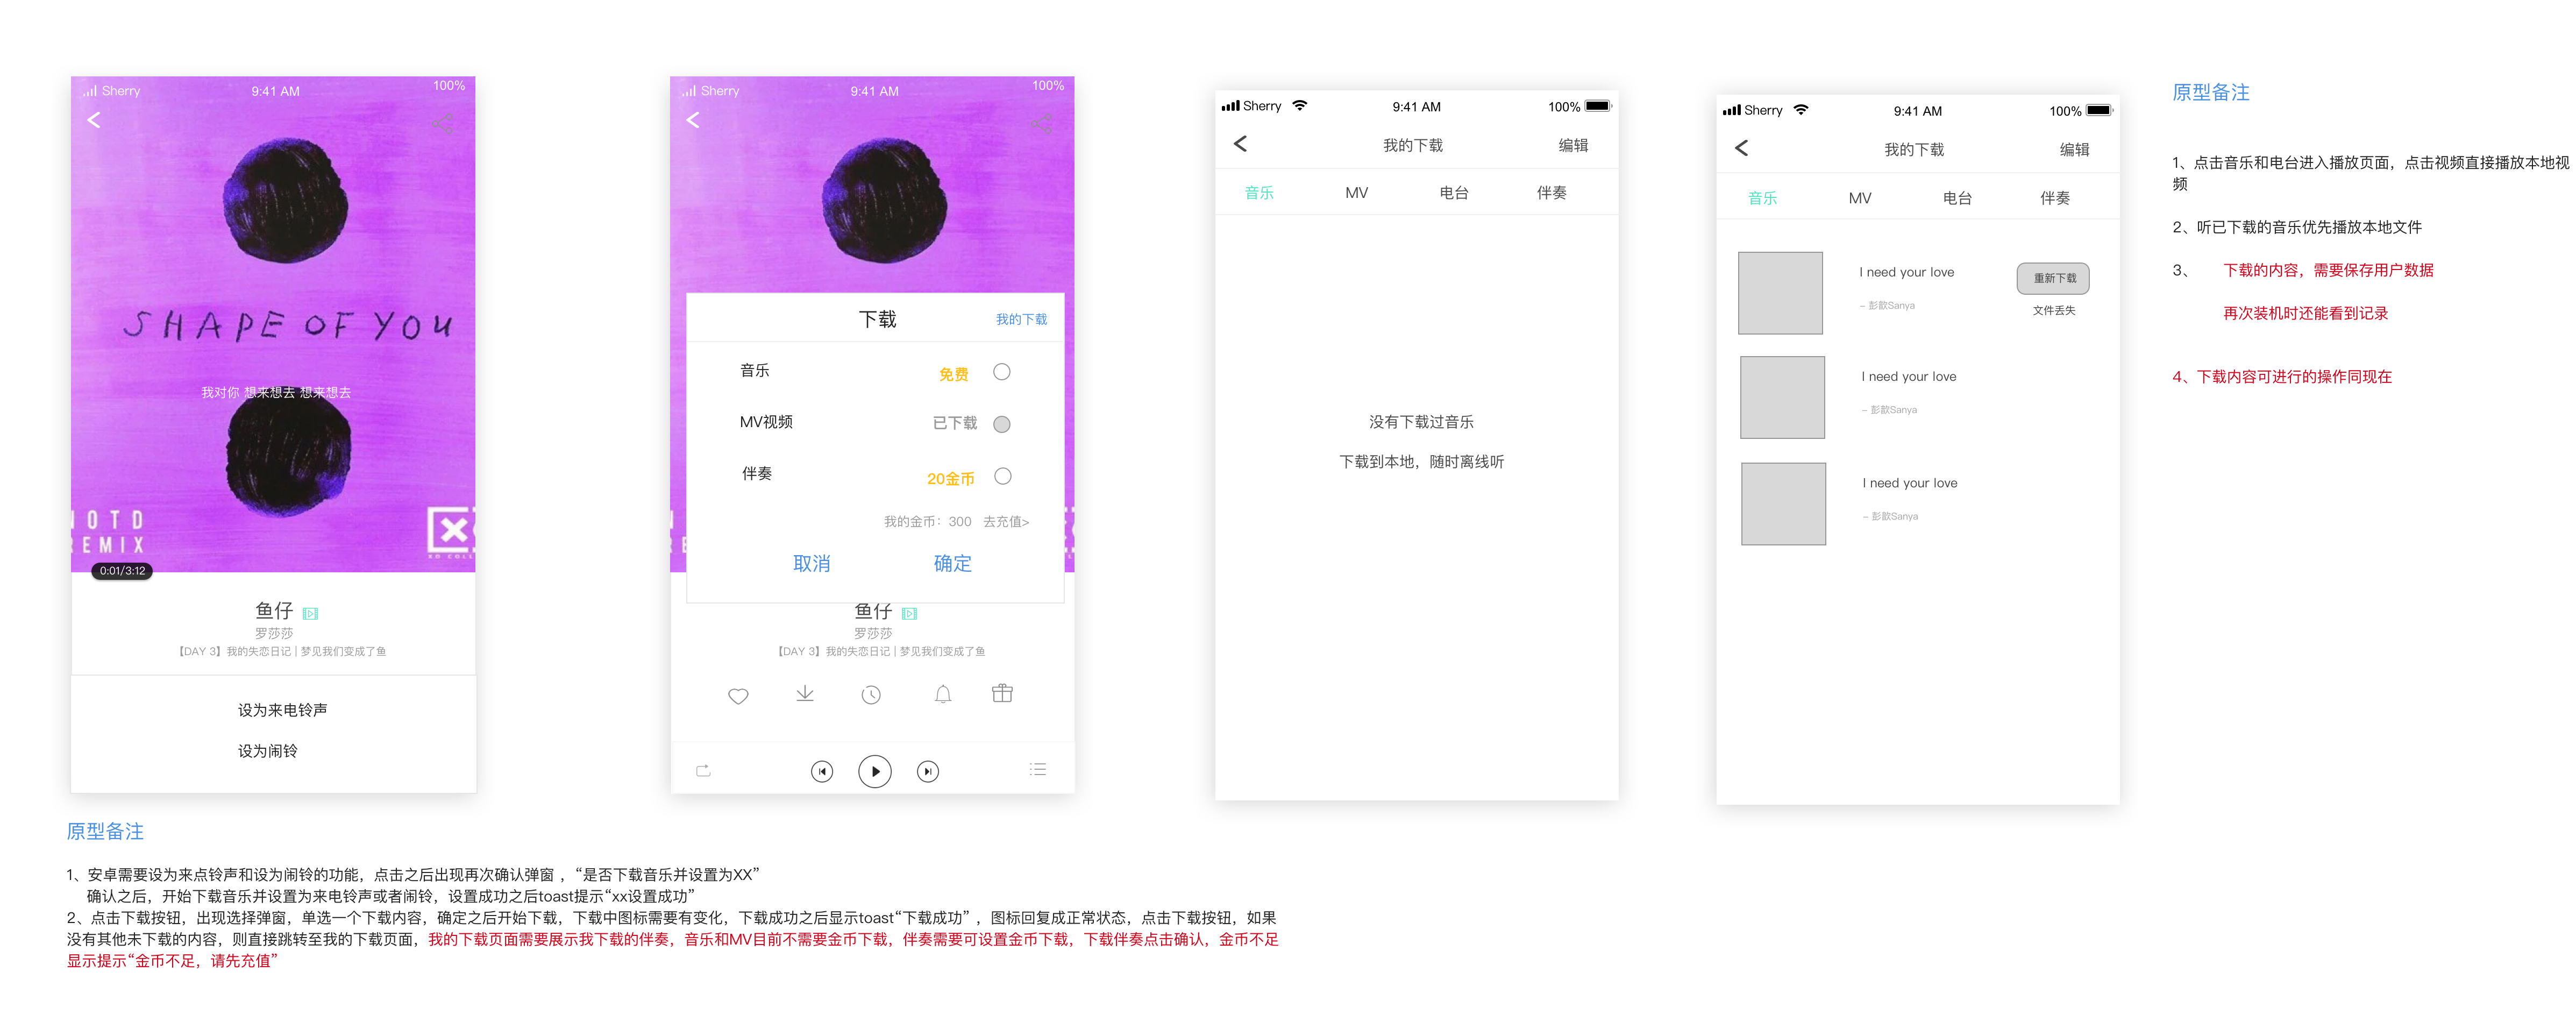 Sherry 9:41 AM 100%
SHAPE OF YOU
我对你 想来想去 想来想去
NOTD
REMIX
0:01/3:12
鱼仔
罗莎莎
【DAY 3】我的失恋日记 | 梦见我们变成了鱼
设为来电铃声
设为闹铃
Sherry 9:41 AM 100%
下载 我的下载
音乐 免费
MV视频 已下载
伴奏 20金币
我的金币：300 去充值>
取消 确定
鱼仔
罗莎莎
【DAY 3】我的失恋日记 | 梦见我们变成了鱼
Sherry 9:41 AM 100%
我的下载 编辑
音乐 MV 电台 伴奏
没有下载过音乐
下载到本地，随时离线听
Sherry 9:41 AM 100%
我的下载 编辑
音乐 MV 电台 伴奏
I need your love
– 彭歆Sanya
重新下载
文件丢失
I need your love
– 彭歆Sanya
I need your love
– 彭歆Sanya
原型备注
1、点击音乐和电台进入播放页面，点击视频直接播放本地视
频
2、听已下载的音乐优先播放本地文件
3、 下载的内容，需要保存用户数据
再次装机时还能看到记录
4、下载内容可进行的操作同现在
原型备注
1、安卓需要设为来点铃声和设为闹铃的功能，点击之后出现再次确认弹窗 ，“是否下载音乐并设置为XX”
确认之后，开始下载音乐并设置为来电铃声或者闹铃，设置成功之后toast提示“xx设置成功”
2、点击下载按钮，出现选择弹窗，单选一个下载内容，确定之后开始下载，下载中图标需要有变化，下载成功之后显示toast“下载成功” ，图标回复成正常状态，点击下载按钮，如果
没有其他未下载的内容，则直接跳转至我的下载页面，我的下载页面需要展示我下载的伴奏，音乐和MV目前不需要金币下载，伴奏需要可设置金币下载，下载伴奏点击确认，金币不足
显示提示“金币不足，请先充值”